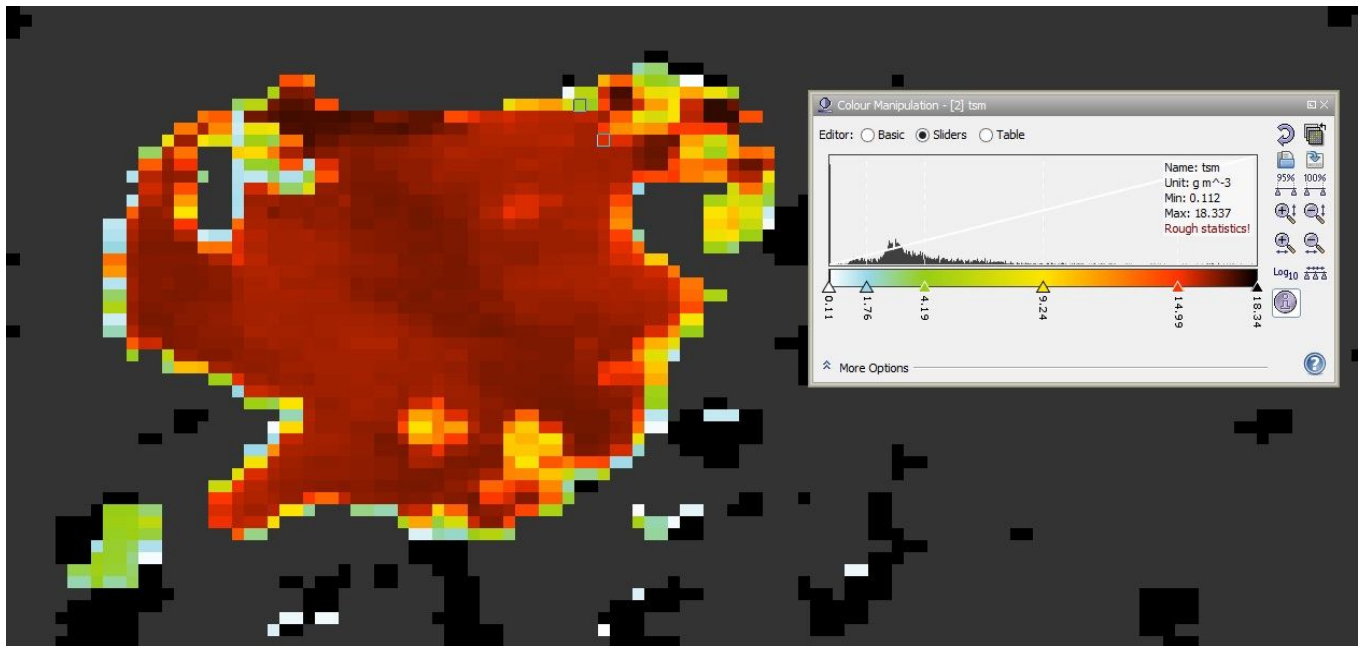 Colour Manipulation - [2] tsm
Editor: Basic Sliders Table
Name: tsm
Unit: g m^-3
Min: 0.112
Max: 18.337
Rough statistics!
95% 100%
Log10
0.11 1.76 4.19 9.24 14.99 18.34
More Options